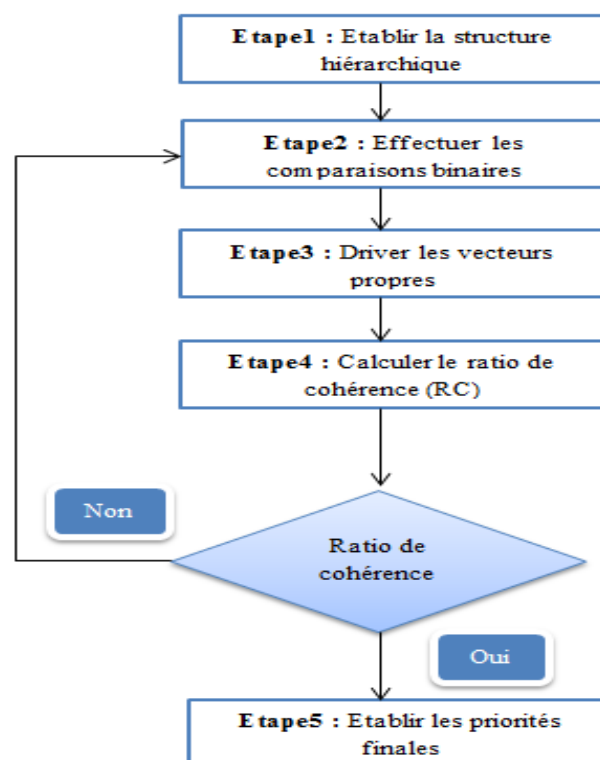 Etape1 : Etablir la structure
hiérarchique
Etape2 : Effectuer les
comparaisons binaires
Etape3 : Driver les vecteurs
propres
Etape4 : Calculer le ratio de
cohérence (RC)
Non
Ratio de
cohérence
Oui
Etape5 : Etablir les priorités
finales